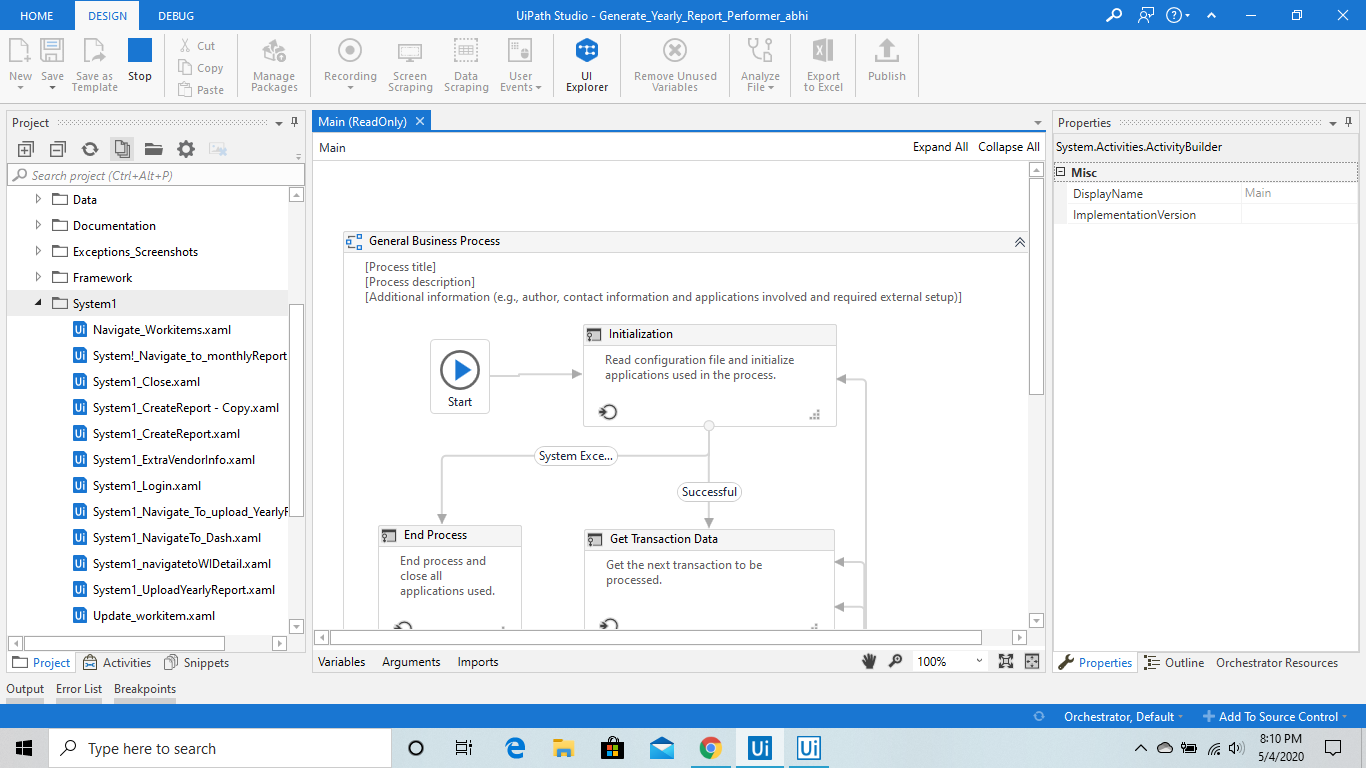 HOME DESIGN DEBUG UiPath Studio - Generate_Yearly_Report_Performer_abhi
New Save Save as Template Stop
Cut
Copy
Paste
Manage Packages
Recording
Screen Scraping
Data Scraping
User Events
UI Explorer
Remove Unused Variables
Analyze File
Export to Excel
Publish
Project
Search project (Ctrl+Alt+P)
Data
Documentation
Exceptions_Screenshots
Framework
System1
Navigate_Workitems.xaml
System!_Navigate_to_monthlyReport
System1_Close.xaml
System1_CreateReport - Copy.xaml
System1_CreateReport.xaml
System1_ExtraVendorInfo.xaml
System1_Login.xaml
System1_Navigate_To_upload_YearlyR
System1_NavigateTo_Dash.xaml
System1_navigatetoWIDetail.xaml
System1_UploadYearlyReport.xaml
Update_workitem.xaml
Project Activities Snippets
Main (ReadOnly)
Main Expand All Collapse All
General Business Process
[Process title]
[Process description]
[Additional information (e.g., author, contact information and applications involved and required external setup)]
Start
Initialization
Read configuration file and initialize
applications used in the process.
System Exce...
Successful
End Process
End process and
close all
applications used.
Get Transaction Data
Get the next transaction to be
processed.
Variables Arguments Imports 100%
Properties
System.Activities.ActivityBuilder
Misc
DisplayName Main
ImplementationVersion
Properties Outline Orchestrator Resources
Output Error List Breakpoints
Orchestrator, Default Add To Source Control
Type here to search
Ui
Ui
8:10 PM
5/4/2020